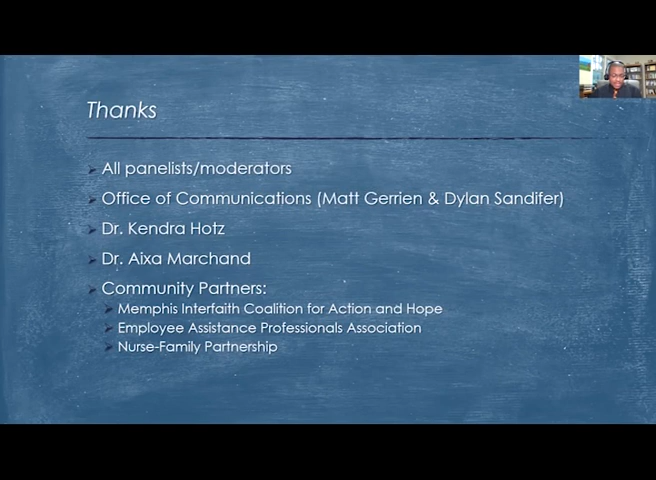 Thanks
All panelists/moderators
Office of Communications (Matt Gerrien & Dylan Sandifer)
Dr. Kendra Hotz
Dr. Aixa Marchand
Community Partners:
Memphis Interfaith Coalition for Action and Hope
Employee Assistance Professionals Association
Nurse-Family Partnership